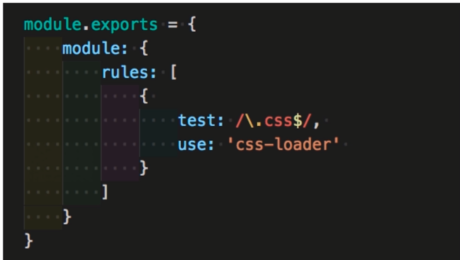 module.exports = {
    module: {
        rules: [
            {
                test: /\.css$/,
                use: 'css-loader'
            }
        ]
    }
}